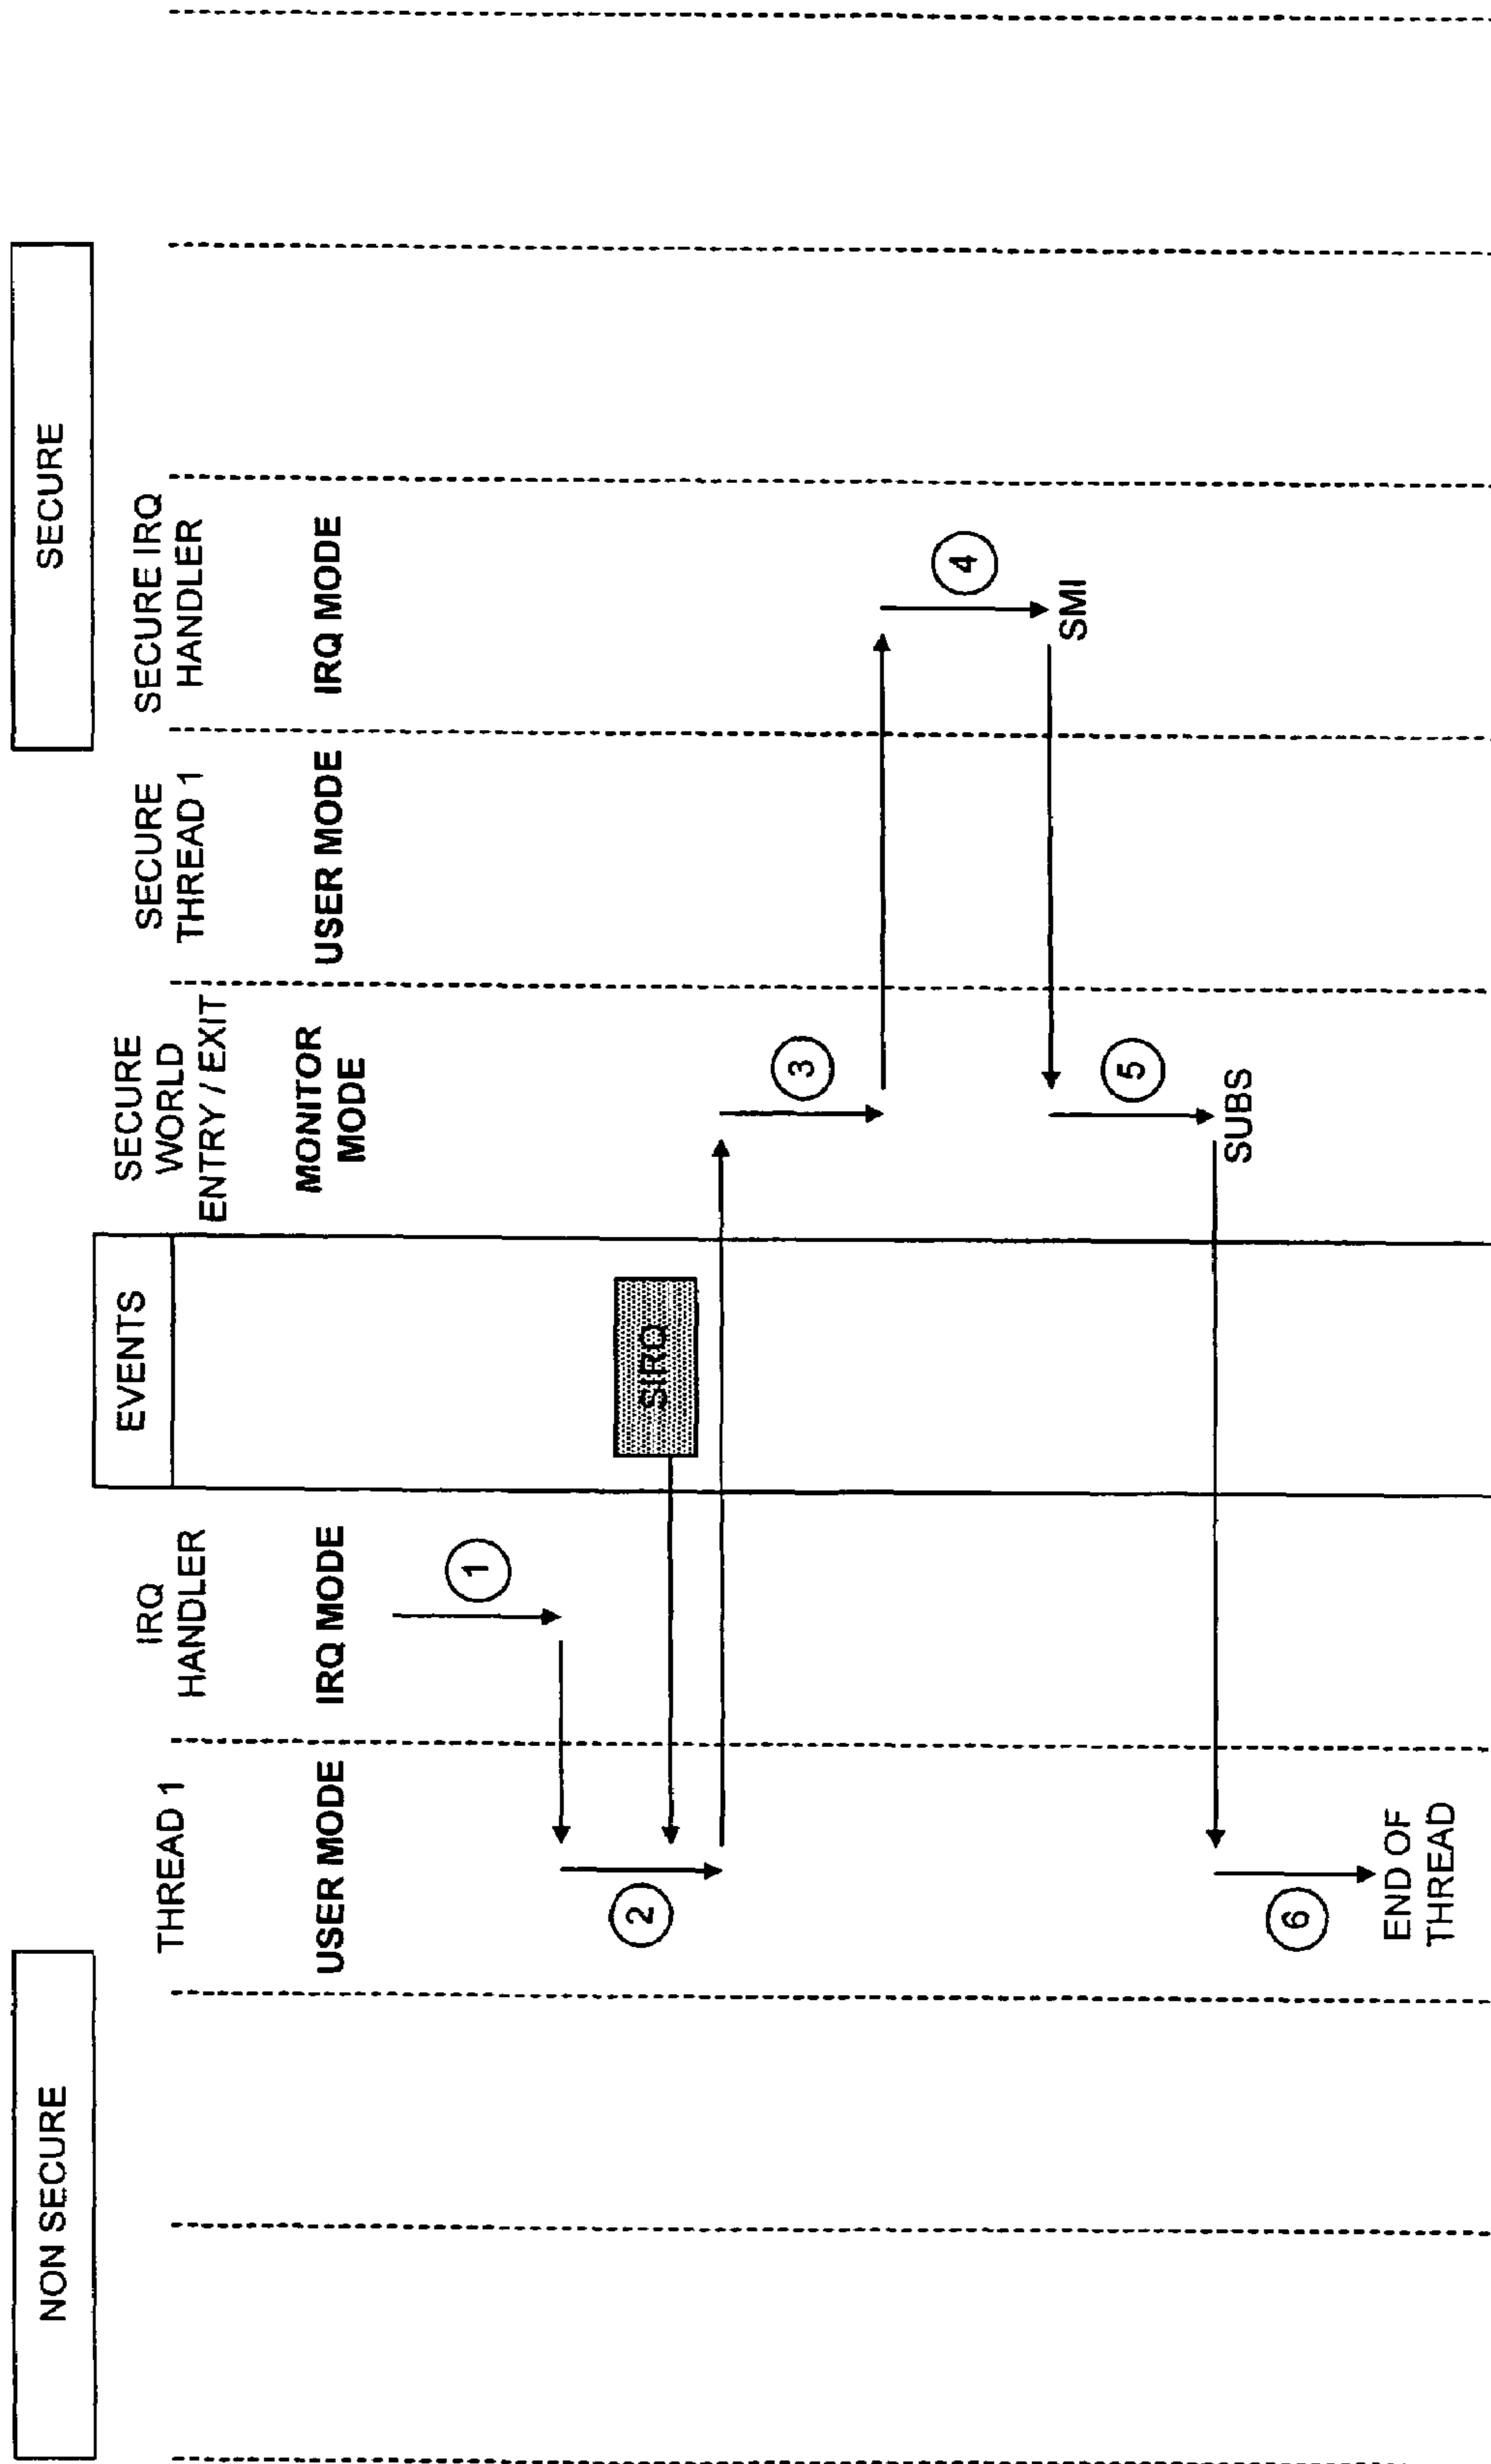 NON SECURE
SECURE
EVENTS
THREAD 1
IRQ
HANDLER
SECURE
WORLD
ENTRY / EXIT
SECURE
THREAD 1
SECURE IRQ
HANDLER
USER MODE
IRQ MODE
MONITOR
MODE
USER MODE
IRQ MODE
1
2
SIRQ
3
4
SMI
5
SUBS
6
END OF
THREAD